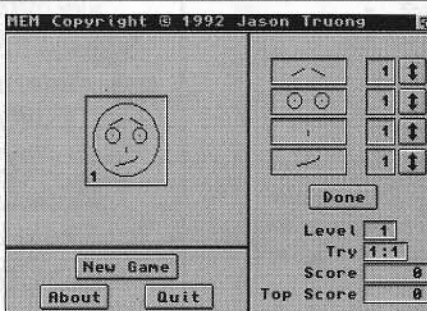 MEM Copyright © 1992 Jason Truong
1
1
1
1
1
Done
Level 1
Try 1:1
Score 0
Top Score 0
New Game
About Quit